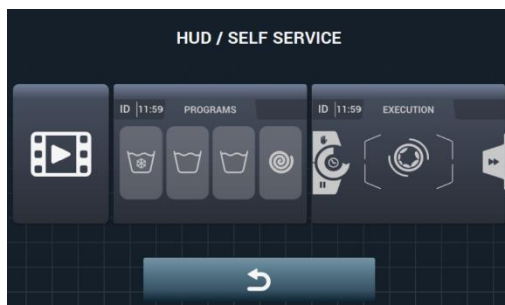 HUD / SELF SERVICE
ID |11:59 PROGRAMS
ID |11:59 EXECUTION